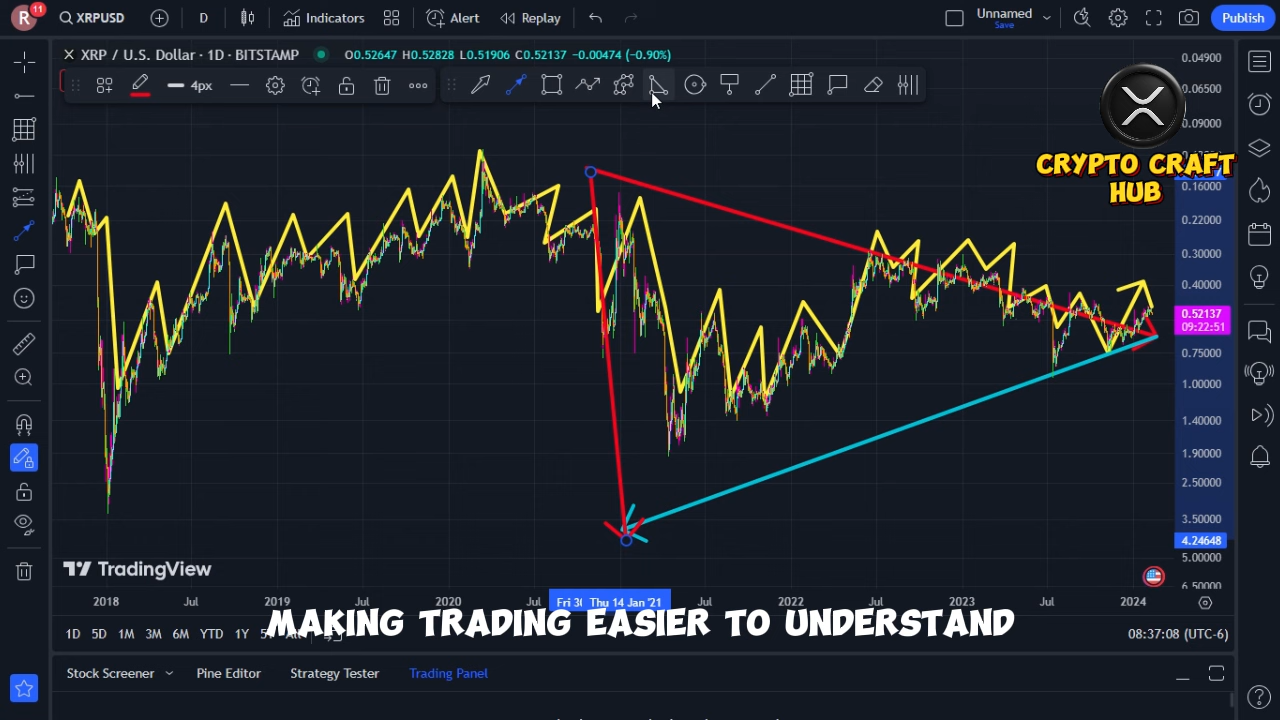 R 11 XRPUSD D Indicators Alert Replay Unnamed Save Publish
XRP / U.S. Dollar · 1D · BITSTAMP O0.52647 H0.52828 L0.51906 C0.52137 -0.00474 (-0.90%)
4px
0.04900
0.06500
0.09000
CRYPTO CRAFT
HUB
0.16000
0.22000
0.30000
0.40000
0.52137
09:22:51
0.75000
1.00000
1.40000
1.90000
2.50000
3.50000
4.24648
5.00000
6.50000
TradingView
2018 Jul 2019 Jul 2020 Jul Fri 30 Thu 14 Jan '21 Jul 2022 Jul 2023 Jul 2024
MAKING TRADING EASIER TO UNDERSTAND
1D 5D 1M 3M 6M YTD 1Y 08:37:08 (UTC-6)
Stock Screener Pine Editor Strategy Tester Trading Panel